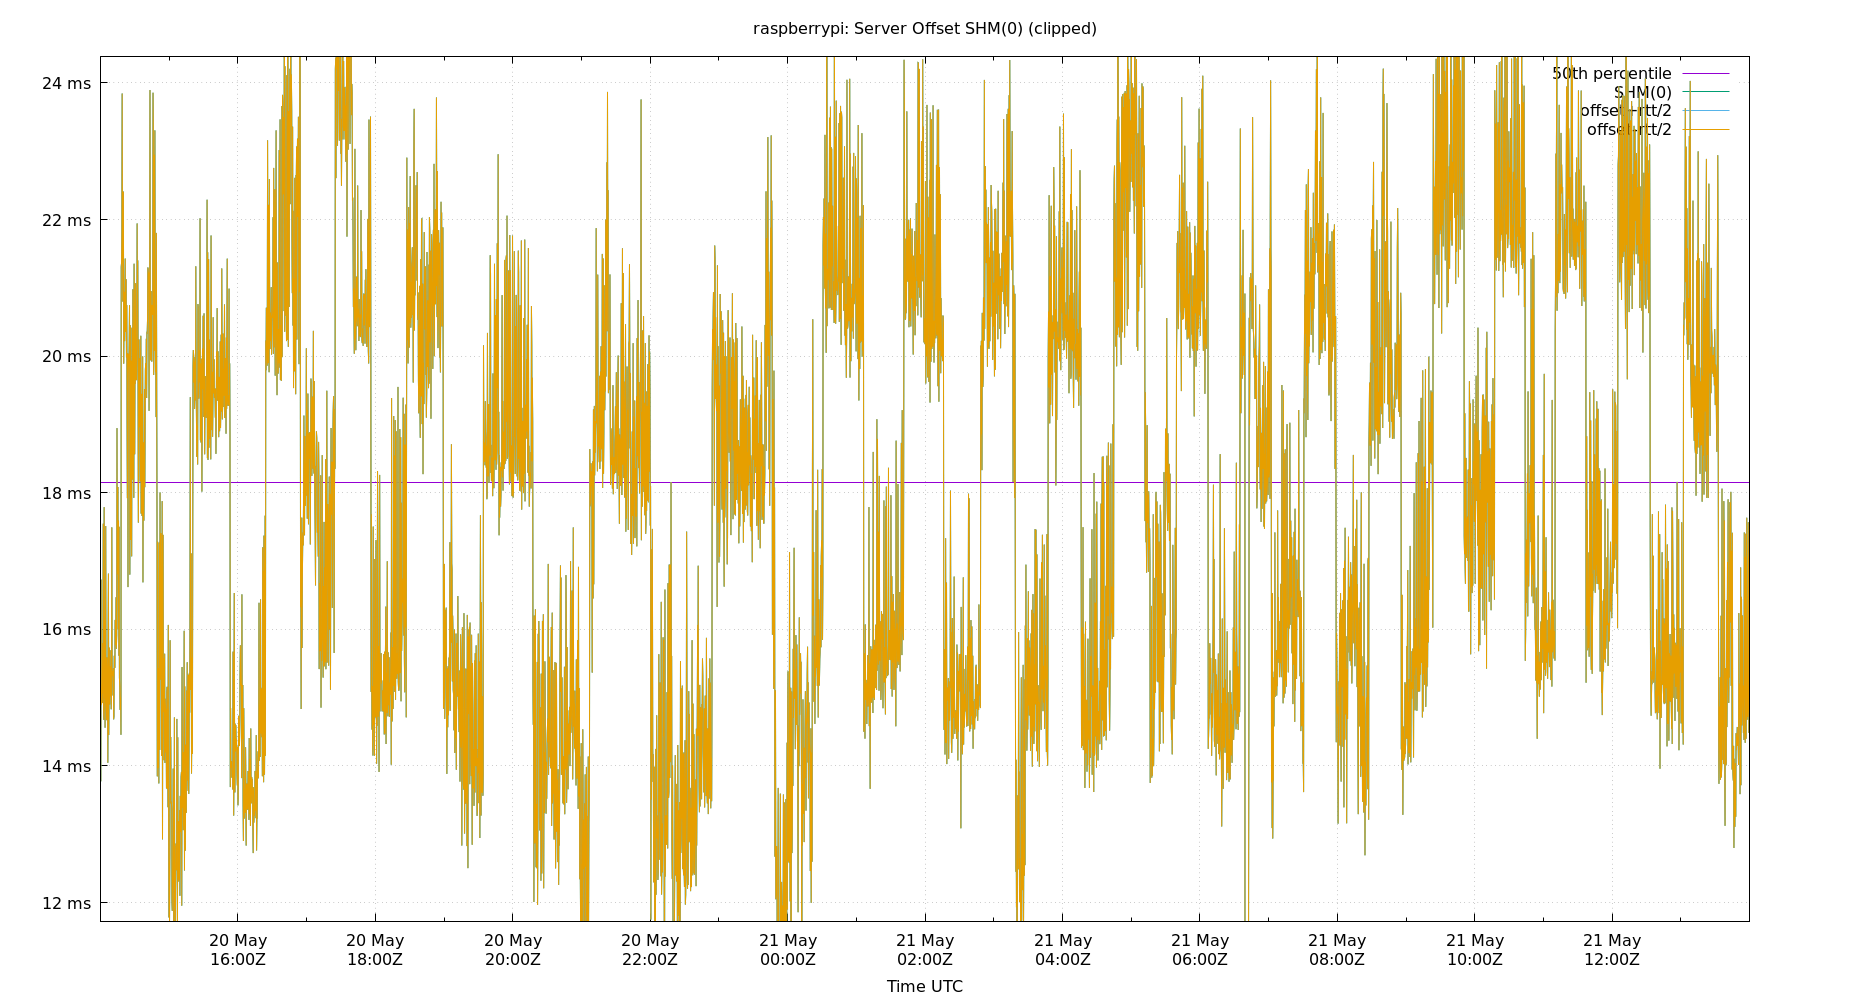 raspberrypi: Server Offset SHM(0) (clipped)
24 ms
22 ms
20 ms
18 ms
16 ms
14 ms
12 ms
50th percentile
SHM(0)
offset+rtt/2
offset-rtt/2
20 May 16:00Z
20 May 18:00Z
20 May 20:00Z
20 May 22:00Z
21 May 00:00Z
21 May 02:00Z
21 May 04:00Z
21 May 06:00Z
21 May 08:00Z
21 May 10:00Z
21 May 12:00Z
Time UTC